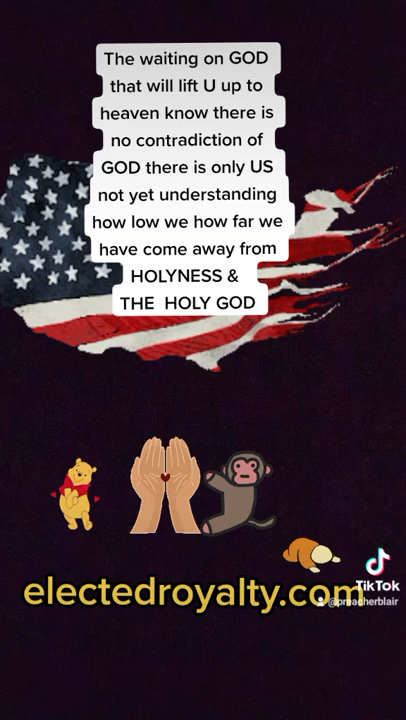 The waiting on GOD
that will lift U up to
heaven know there is
no contradiction of
GOD there is only US
not yet understanding
how low we how far we
have come away from
HOLYNESS &
THE HOLY GOD
electedroyalty.com
TikTok
@preacherblair